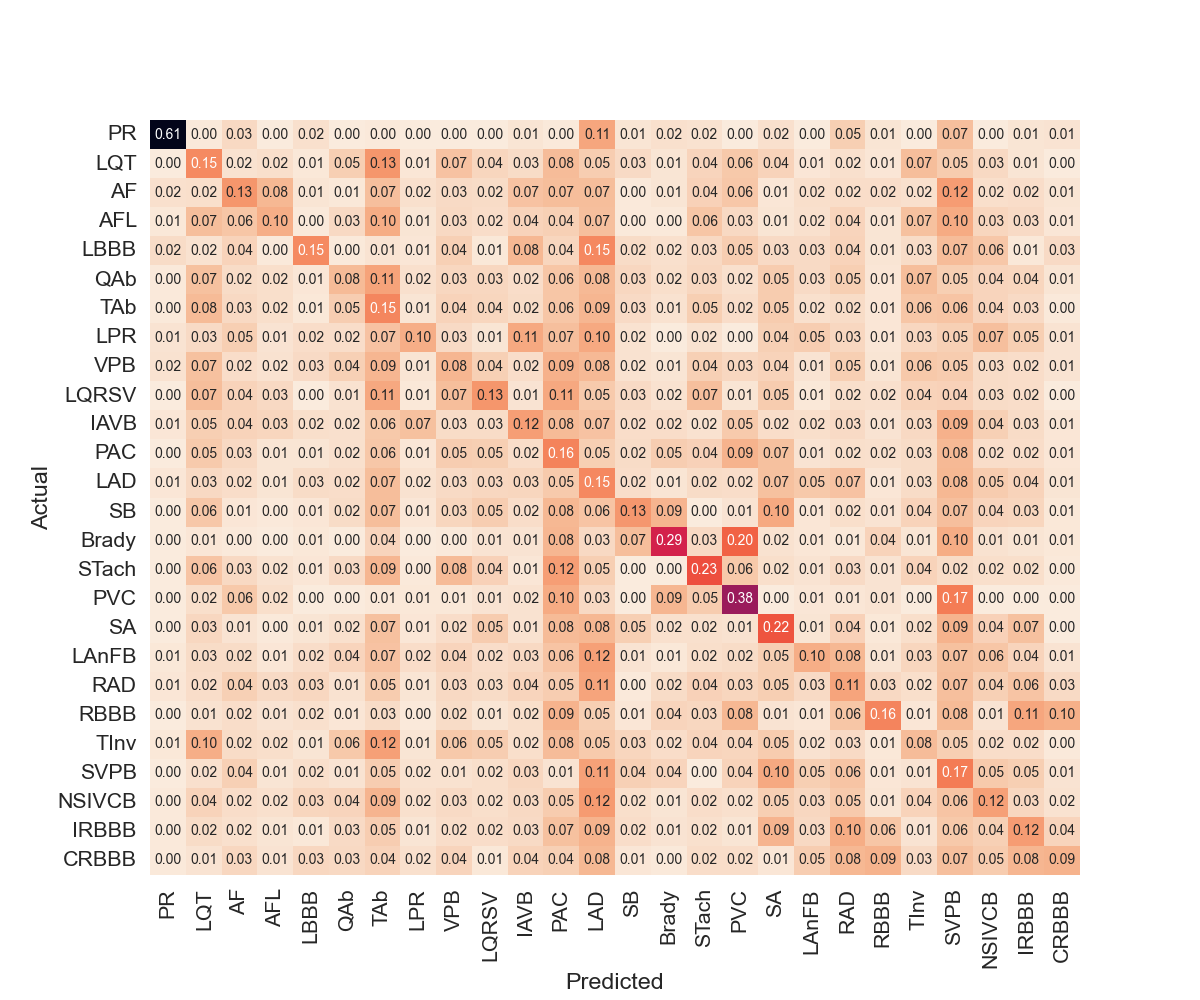 PR 0.61 0.00 0.03 0.00 0.02 0.00 0.00 0.00 0.00 0.00 0.01 0.00 0.11 0.01 0.02 0.02 0.00 0.02 0.00 0.05 0.01 0.00 0.07 0.00 0.01 0.01
LQT 0.00 0.15 0.02 0.02 0.01 0.05 0.13 0.01 0.07 0.04 0.03 0.08 0.05 0.03 0.01 0.04 0.06 0.04 0.01 0.02 0.01 0.07 0.05 0.03 0.01 0.00
AF 0.02 0.02 0.13 0.08 0.01 0.01 0.07 0.02 0.03 0.02 0.07 0.07 0.07 0.00 0.01 0.04 0.06 0.01 0.02 0.02 0.02 0.02 0.12 0.02 0.02 0.01
AFL 0.01 0.07 0.06 0.10 0.00 0.03 0.10 0.01 0.03 0.02 0.04 0.04 0.07 0.00 0.00 0.06 0.03 0.01 0.02 0.04 0.01 0.07 0.10 0.03 0.03 0.01
LBBB 0.02 0.02 0.04 0.00 0.15 0.00 0.01 0.01 0.04 0.01 0.08 0.04 0.15 0.02 0.02 0.03 0.05 0.03 0.03 0.04 0.01 0.03 0.07 0.06 0.01 0.03
QAb 0.00 0.07 0.02 0.02 0.01 0.08 0.11 0.02 0.03 0.03 0.02 0.06 0.08 0.03 0.02 0.03 0.02 0.05 0.03 0.05 0.01 0.07 0.05 0.04 0.04 0.01
TAb 0.00 0.08 0.03 0.02 0.01 0.05 0.15 0.01 0.04 0.04 0.02 0.06 0.09 0.03 0.01 0.05 0.02 0.05 0.02 0.03 0.01 0.06 0.06 0.04 0.03 0.00
LPR 0.01 0.03 0.05 0.01 0.02 0.02 0.07 0.10 0.03 0.01 0.11 0.07 0.10 0.02 0.00 0.02 0.00 0.04 0.05 0.03 0.01 0.03 0.05 0.07 0.05 0.01
VPB 0.02 0.07 0.02 0.02 0.03 0.04 0.09 0.01 0.08 0.04 0.02 0.09 0.08 0.02 0.01 0.04 0.03 0.04 0.02 0.05 0.01 0.06 0.05 0.03 0.02 0.01
LQRSV 0.00 0.07 0.04 0.03 0.00 0.01 0.11 0.01 0.07 0.13 0.01 0.11 0.05 0.03 0.02 0.07 0.01 0.05 0.01 0.02 0.02 0.04 0.04 0.03 0.02 0.00
IAVB 0.01 0.05 0.04 0.03 0.02 0.02 0.06 0.07 0.03 0.03 0.12 0.08 0.07 0.02 0.02 0.02 0.05 0.02 0.02 0.03 0.01 0.03 0.09 0.04 0.03 0.01
PAC 0.00 0.05 0.03 0.01 0.01 0.02 0.06 0.01 0.05 0.05 0.02 0.16 0.05 0.02 0.05 0.04 0.09 0.07 0.01 0.02 0.02 0.03 0.08 0.02 0.02 0.01
LAD 0.01 0.03 0.02 0.01 0.03 0.02 0.07 0.02 0.03 0.03 0.03 0.05 0.15 0.02 0.01 0.02 0.02 0.07 0.05 0.07 0.01 0.03 0.08 0.05 0.04 0.01
SB 0.00 0.06 0.01 0.00 0.01 0.02 0.08 0.01 0.03 0.05 0.02 0.08 0.06 0.13 0.09 0.00 0.01 0.10 0.01 0.02 0.01 0.04 0.07 0.04 0.03 0.01
Brady 0.00 0.01 0.00 0.00 0.00 0.01 0.04 0.00 0.00 0.01 0.01 0.08 0.03 0.07 0.29 0.03 0.20 0.02 0.01 0.01 0.04 0.01 0.10 0.01 0.01 0.01
STach 0.00 0.06 0.03 0.02 0.01 0.03 0.09 0.00 0.08 0.04 0.01 0.12 0.05 0.00 0.00 0.23 0.06 0.02 0.01 0.03 0.01 0.04 0.02 0.02 0.02 0.00
PVC 0.00 0.02 0.06 0.02 0.00 0.01 0.01 0.01 0.01 0.01 0.02 0.10 0.03 0.00 0.09 0.05 0.38 0.00 0.01 0.01 0.01 0.00 0.17 0.00 0.00 0.00
SA 0.00 0.03 0.01 0.00 0.01 0.02 0.07 0.01 0.02 0.05 0.01 0.08 0.08 0.05 0.02 0.02 0.01 0.22 0.01 0.04 0.01 0.02 0.09 0.04 0.07 0.00
LAnFB 0.01 0.03 0.02 0.01 0.02 0.04 0.07 0.02 0.04 0.02 0.03 0.06 0.12 0.01 0.01 0.02 0.02 0.05 0.10 0.08 0.01 0.03 0.07 0.06 0.04 0.01
RAD 0.01 0.02 0.04 0.03 0.03 0.01 0.05 0.01 0.03 0.03 0.04 0.05 0.11 0.00 0.02 0.04 0.03 0.05 0.03 0.11 0.03 0.02 0.07 0.04 0.06 0.03
RBBB 0.00 0.01 0.02 0.01 0.02 0.01 0.03 0.00 0.02 0.01 0.02 0.09 0.05 0.01 0.04 0.03 0.08 0.01 0.01 0.06 0.16 0.01 0.08 0.01 0.11 0.10
TInv 0.01 0.10 0.02 0.02 0.01 0.06 0.12 0.01 0.06 0.05 0.02 0.08 0.05 0.03 0.02 0.04 0.04 0.05 0.02 0.03 0.01 0.08 0.05 0.02 0.02 0.00
SVPB 0.00 0.02 0.04 0.01 0.02 0.01 0.05 0.02 0.01 0.02 0.03 0.01 0.11 0.04 0.04 0.00 0.04 0.10 0.05 0.06 0.01 0.01 0.17 0.05 0.05 0.01
NSIVCB 0.00 0.04 0.02 0.02 0.03 0.04 0.09 0.02 0.03 0.02 0.03 0.05 0.12 0.02 0.01 0.02 0.02 0.05 0.03 0.05 0.01 0.04 0.06 0.12 0.03 0.02
IRBBB 0.00 0.02 0.02 0.01 0.01 0.03 0.05 0.01 0.02 0.02 0.03 0.07 0.09 0.02 0.01 0.02 0.01 0.09 0.03 0.10 0.06 0.01 0.06 0.04 0.12 0.04
CRBBB 0.00 0.01 0.03 0.01 0.03 0.03 0.04 0.02 0.04 0.01 0.04 0.04 0.08 0.01 0.00 0.02 0.02 0.01 0.05 0.08 0.09 0.03 0.07 0.05 0.08 0.09
Actual
PR LQT AF AFL LBBB QAb TAb LPR VPB LQRSV IAVB PAC LAD SB Brady STach PVC SA LAnFB RAD RBBB TInv SVPB NSIVCB IRBBB CRBBB
Predicted